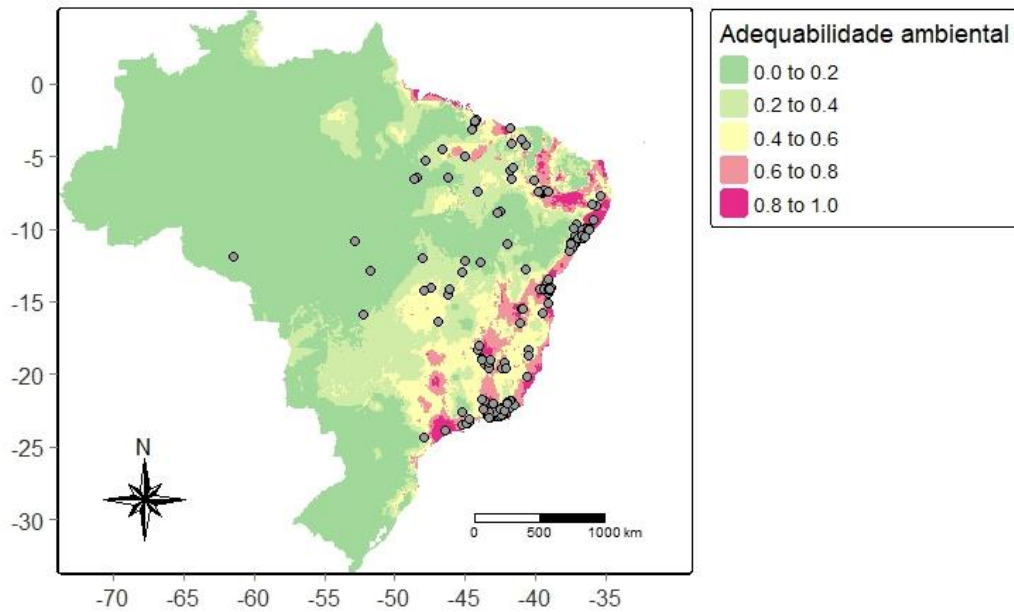 Adequabilidade ambiental
0.0 to 0.2
0.2 to 0.4
0.4 to 0.6
0.6 to 0.8
0.8 to 1.0
0
-5
-10
-15
-20
-25
-30
N
0 500 1000 km
-70 -65 -60 -55 -50 -45 -40 -35